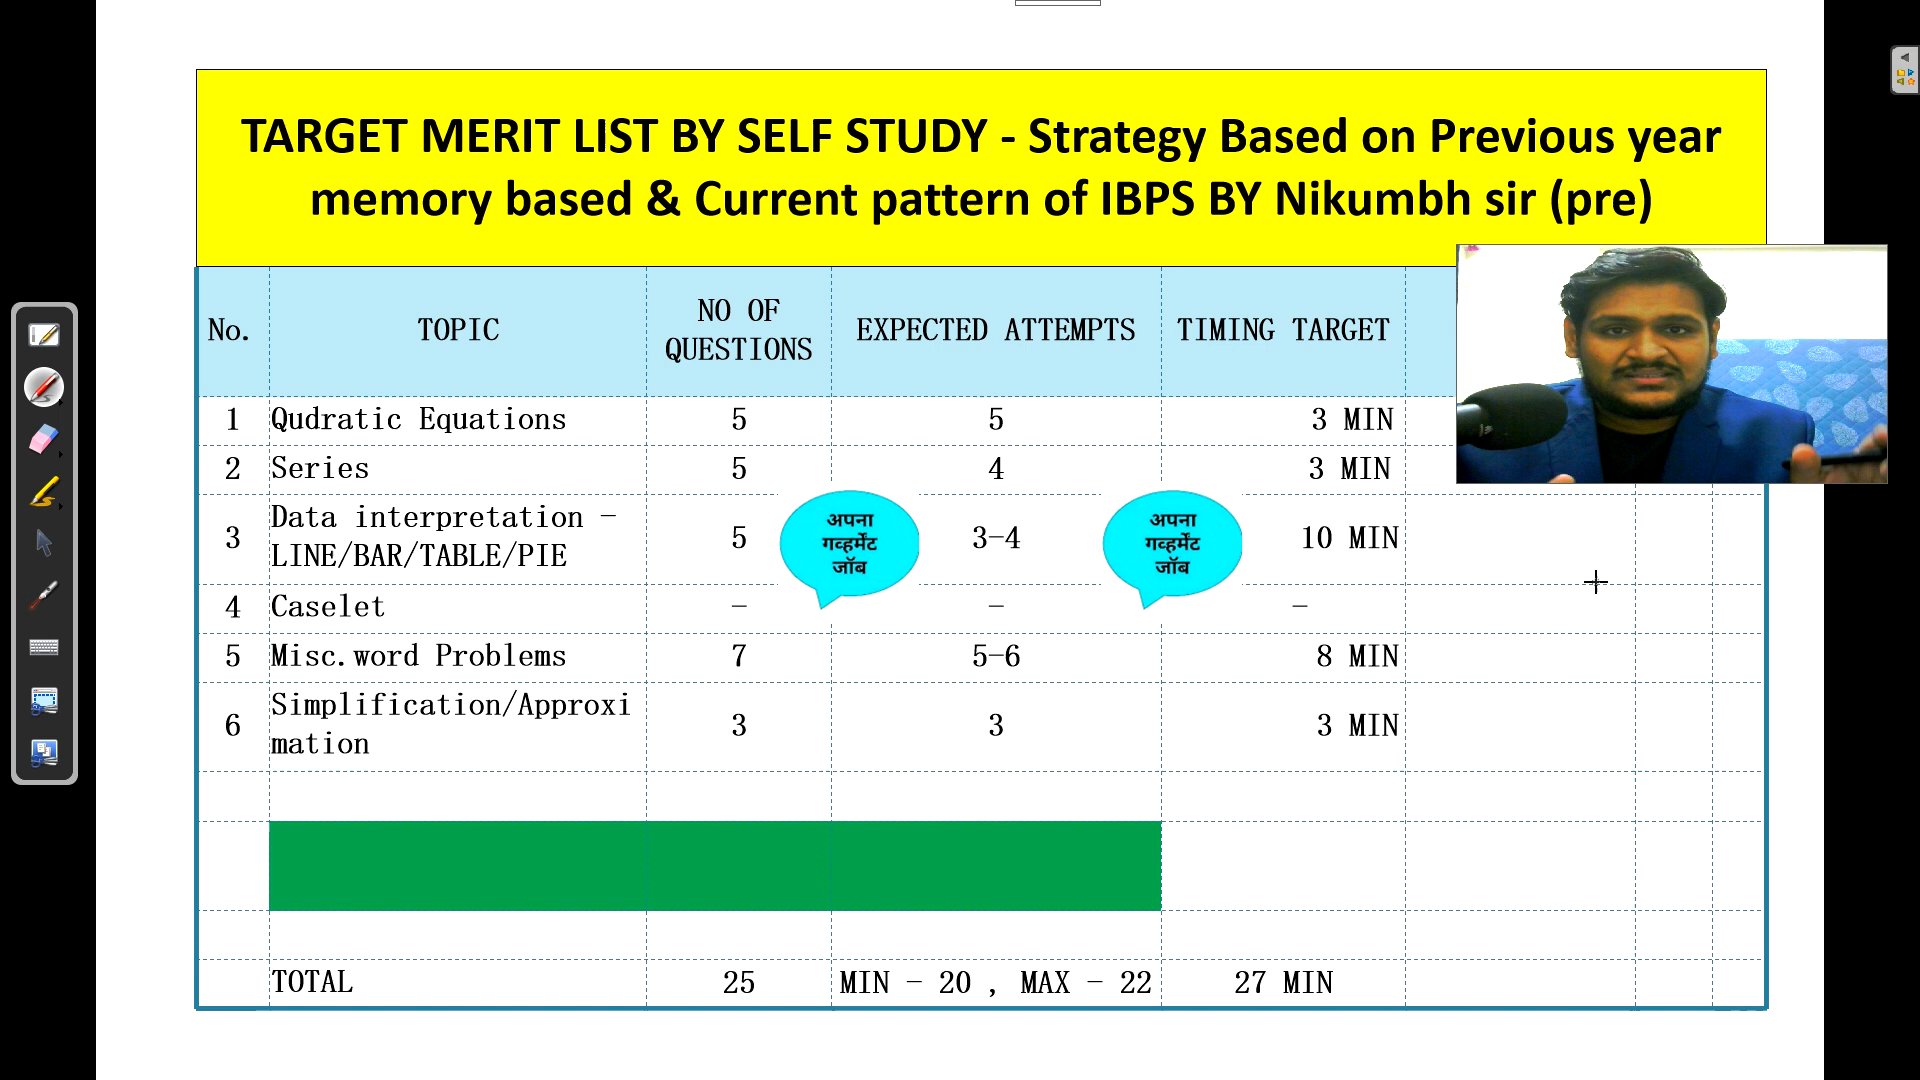 TARGET MERIT LIST BY SELF STUDY - Strategy Based on Previous year
memory based & Current pattern of IBPS BY Nikumbh sir (pre)
No. TOPIC NO OF QUESTIONS EXPECTED ATTEMPTS TIMING TARGET
1 Qudratic Equations 5 5 3 MIN
2 Series 5 4 3 MIN
3 Data interpretation -
LINE/BAR/TABLE/PIE 5 3-4 10 MIN
अपना
गव्हर्मेंट
जॉब
अपना
गव्हर्मेंट
जॉब
4 Caselet - - -
5 Misc.word Problems 7 5-6 8 MIN
6 Simplification/Approxi
mation 3 3 3 MIN
TOTAL 25 MIN - 20 , MAX - 22 27 MIN